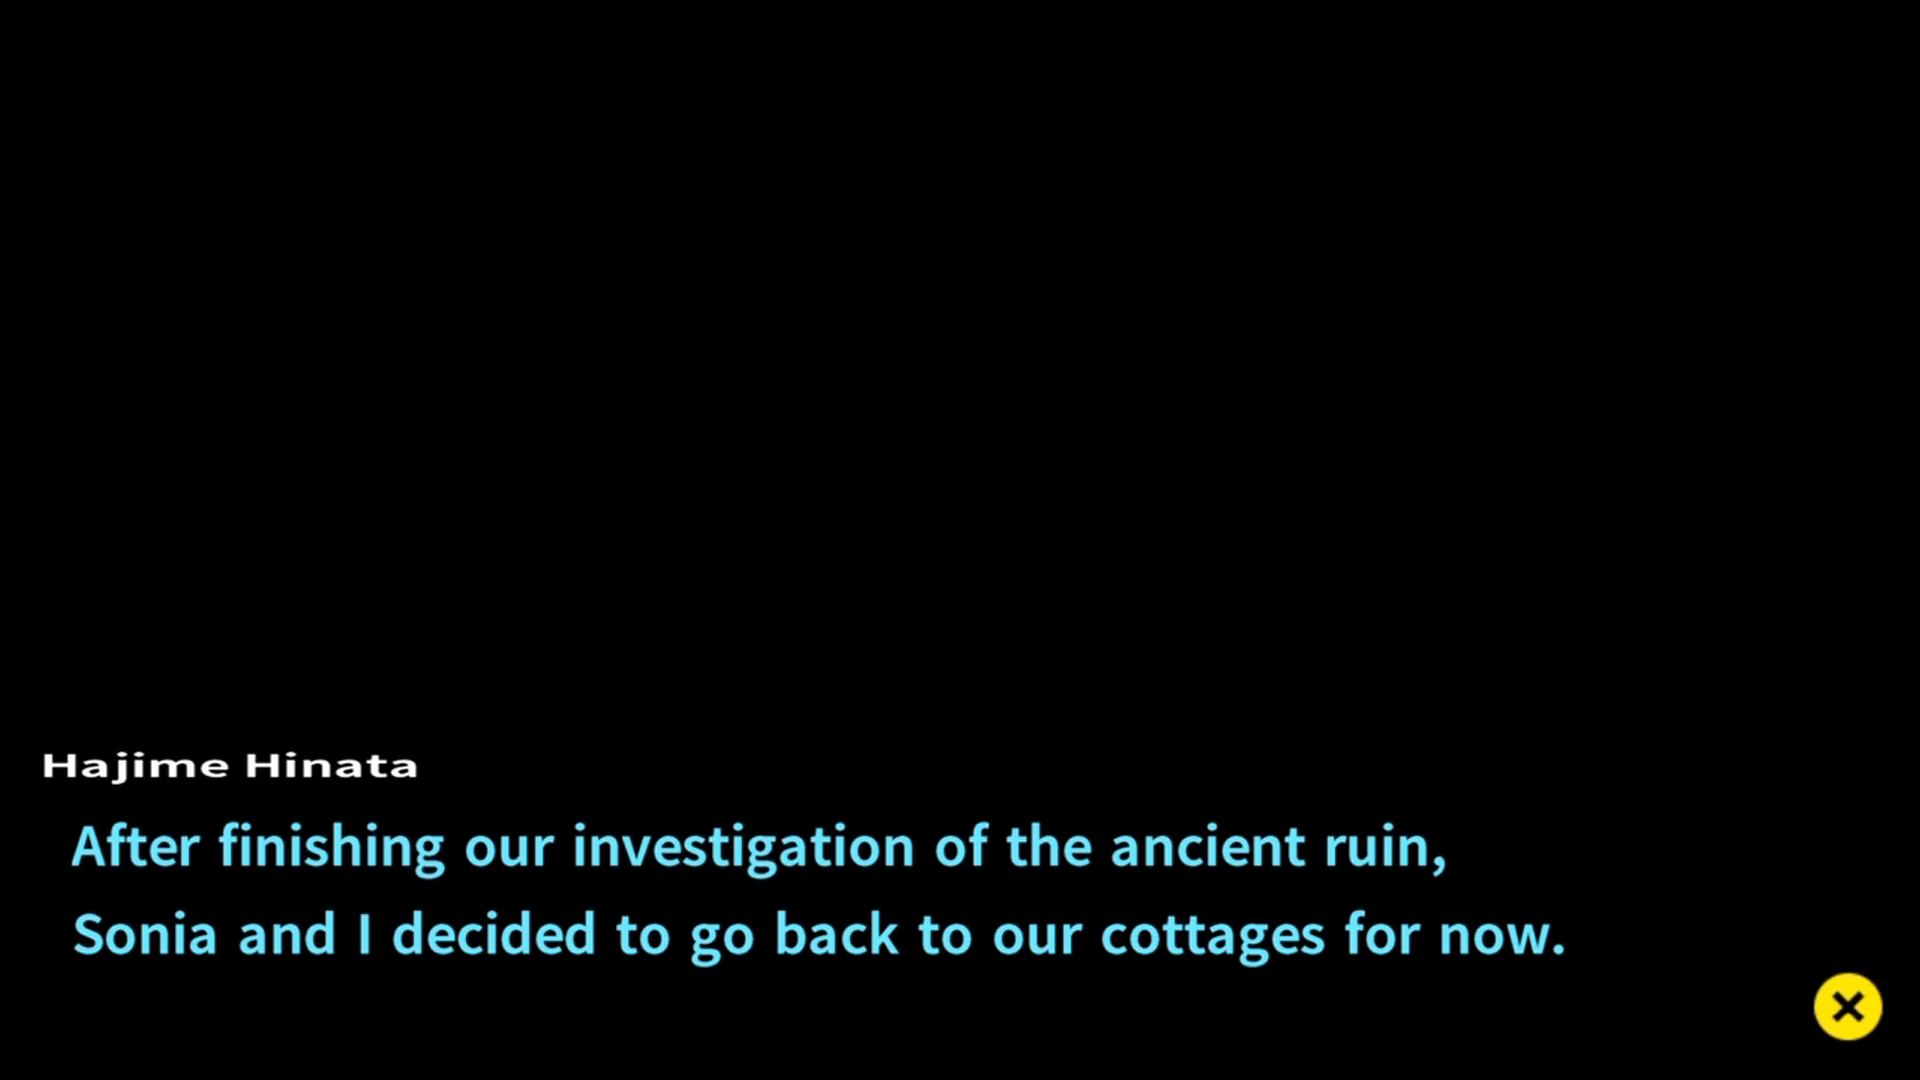 Hajime Hinata
After finishing our investigation of the ancient ruin,
Sonia and I decided to go back to our cottages for now.